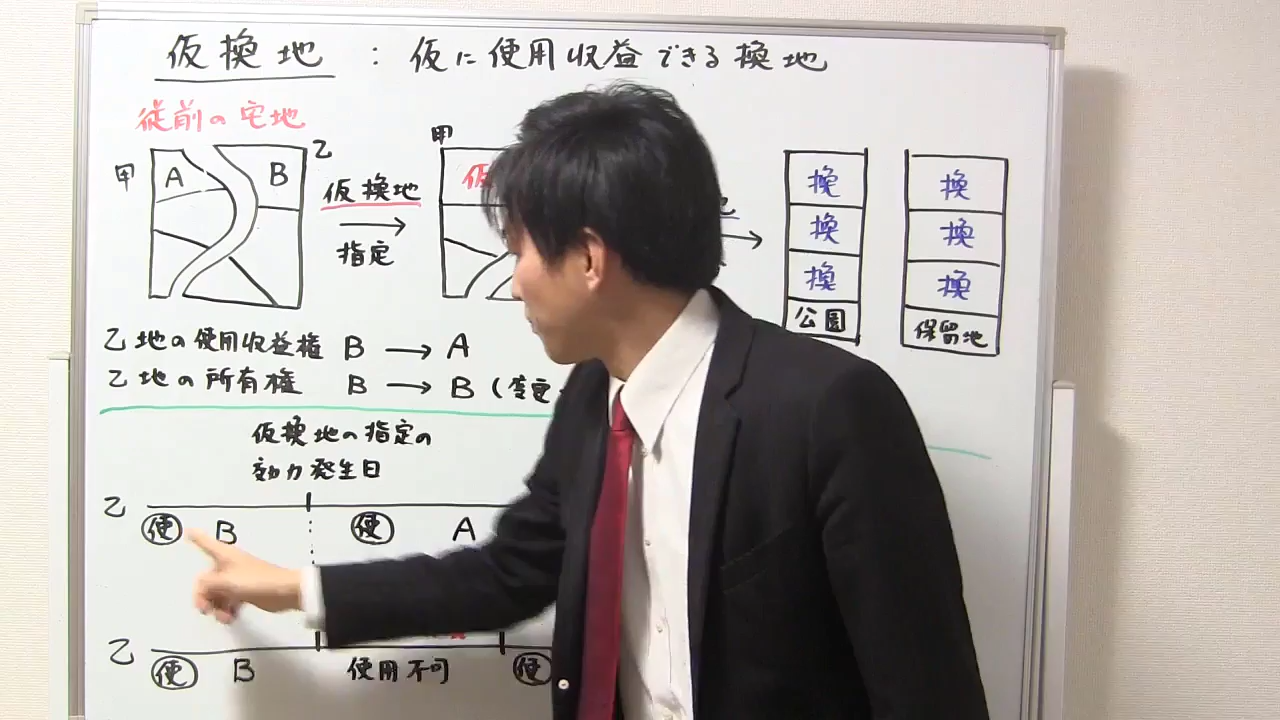 仮換地 : 仮に使用収益できる換地
従前の宅地
甲 A B 乙
仮換地
指定
甲
仮
換 換
換 換
換 換
公園 保留地
乙地の使用収益権 B → A
乙地の所有権 B → B (変更
仮換地の指定の
効力発生日
乙
使 B 使 A
乙
使 B 使用不可 使